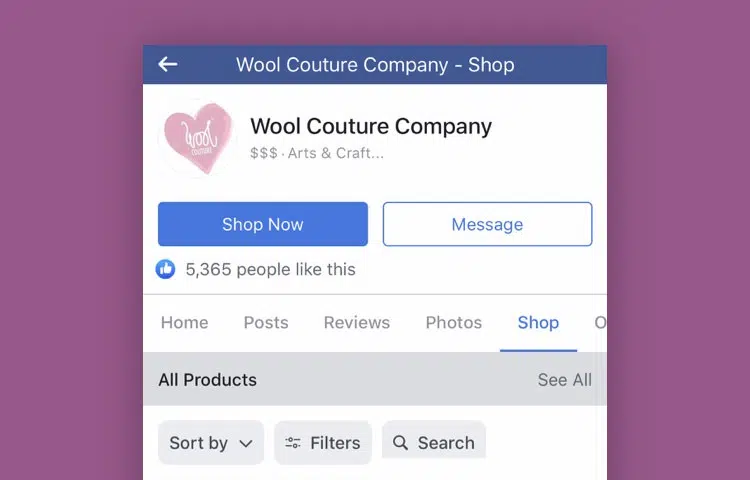 Wool Couture Company - Shop
Wool
COUTURE
Wool Couture Company
$$$ · Arts & Craft...
Shop Now
Message
5,365 people like this
Home Posts Reviews Photos Shop O
All Products See All
Sort by Filters Search